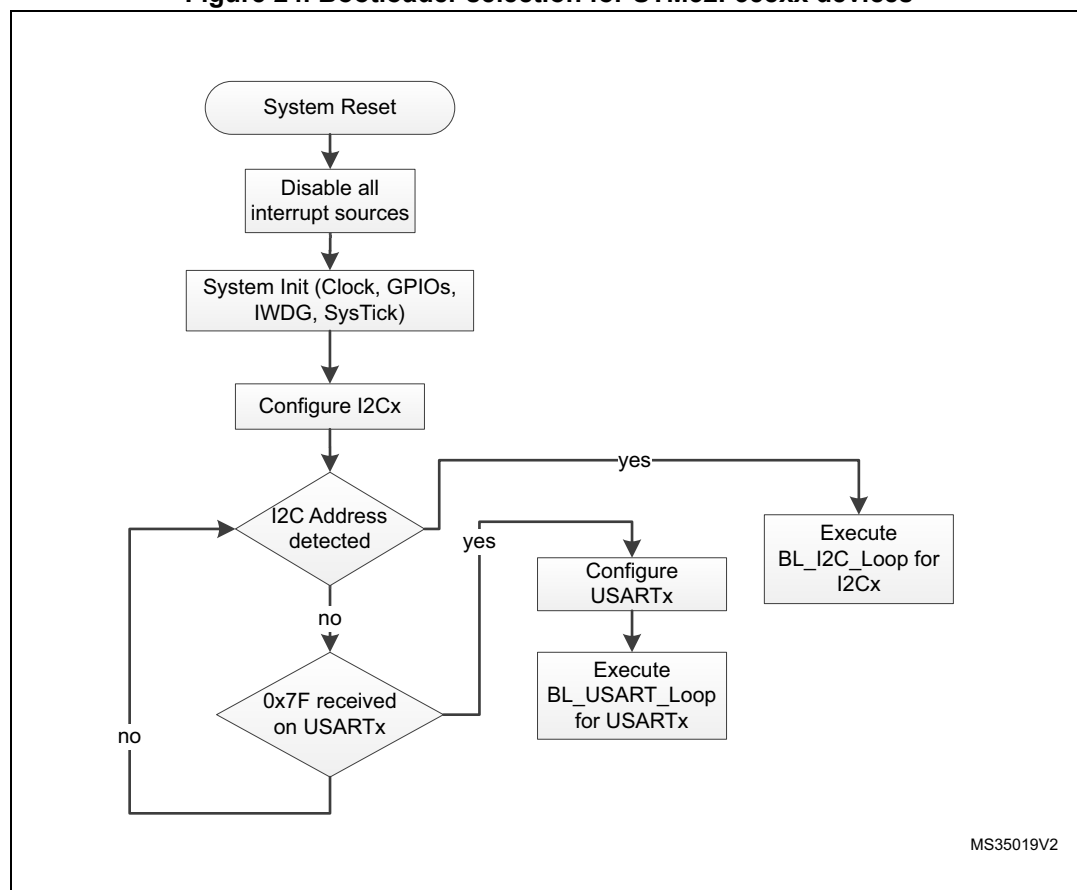 System Reset
Disable all
interrupt sources
System Init (Clock, GPIOs,
IWDG, SysTick)
Configure I2Cx
I2C Address
detected
yes
Execute
BL_I2C_Loop for
I2Cx
no
yes
Configure
USARTx
0x7F received
on USARTx
Execute
BL_USART_Loop
for USARTx
no
MS35019V2